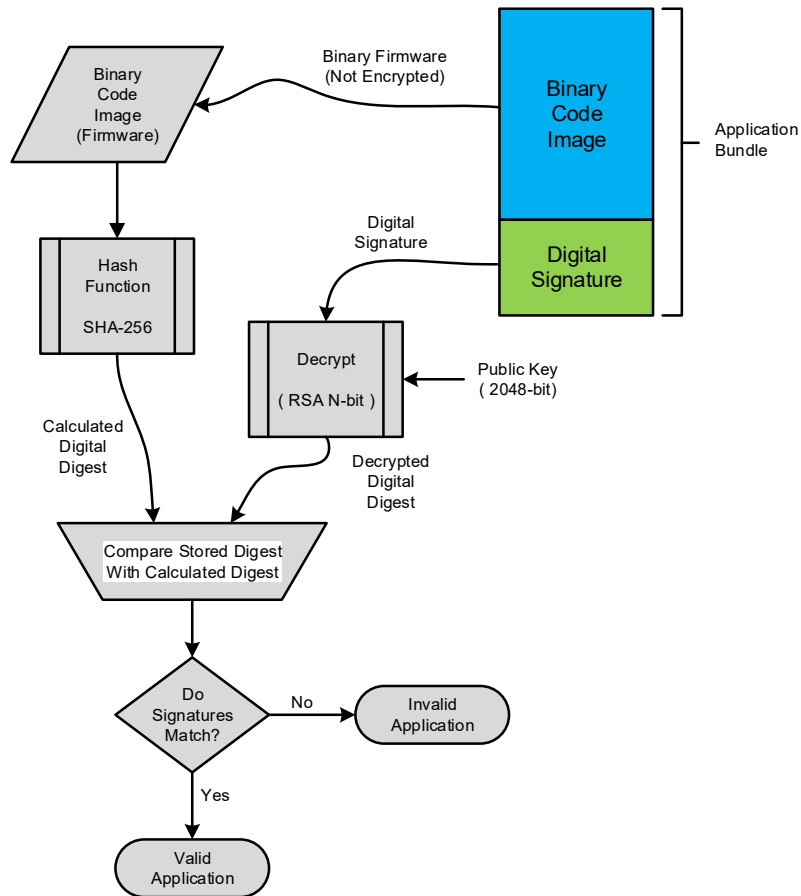 Binary Firmware
(Not Encrypted)
Binary
Code
Image
(Firmware)
Binary
Code
Image
Application
Bundle
Digital
Signature
Digital
Signature
Hash
Function
SHA-256
Decrypt
( RSA N-bit )
Public Key
( 2048-bit)
Calculated
Digital
Digest
Decrypted
Digital
Digest
Compare Stored Digest
With Calculated Digest
Do
Signatures
Match?
No
Invalid
Application
Yes
Valid
Application